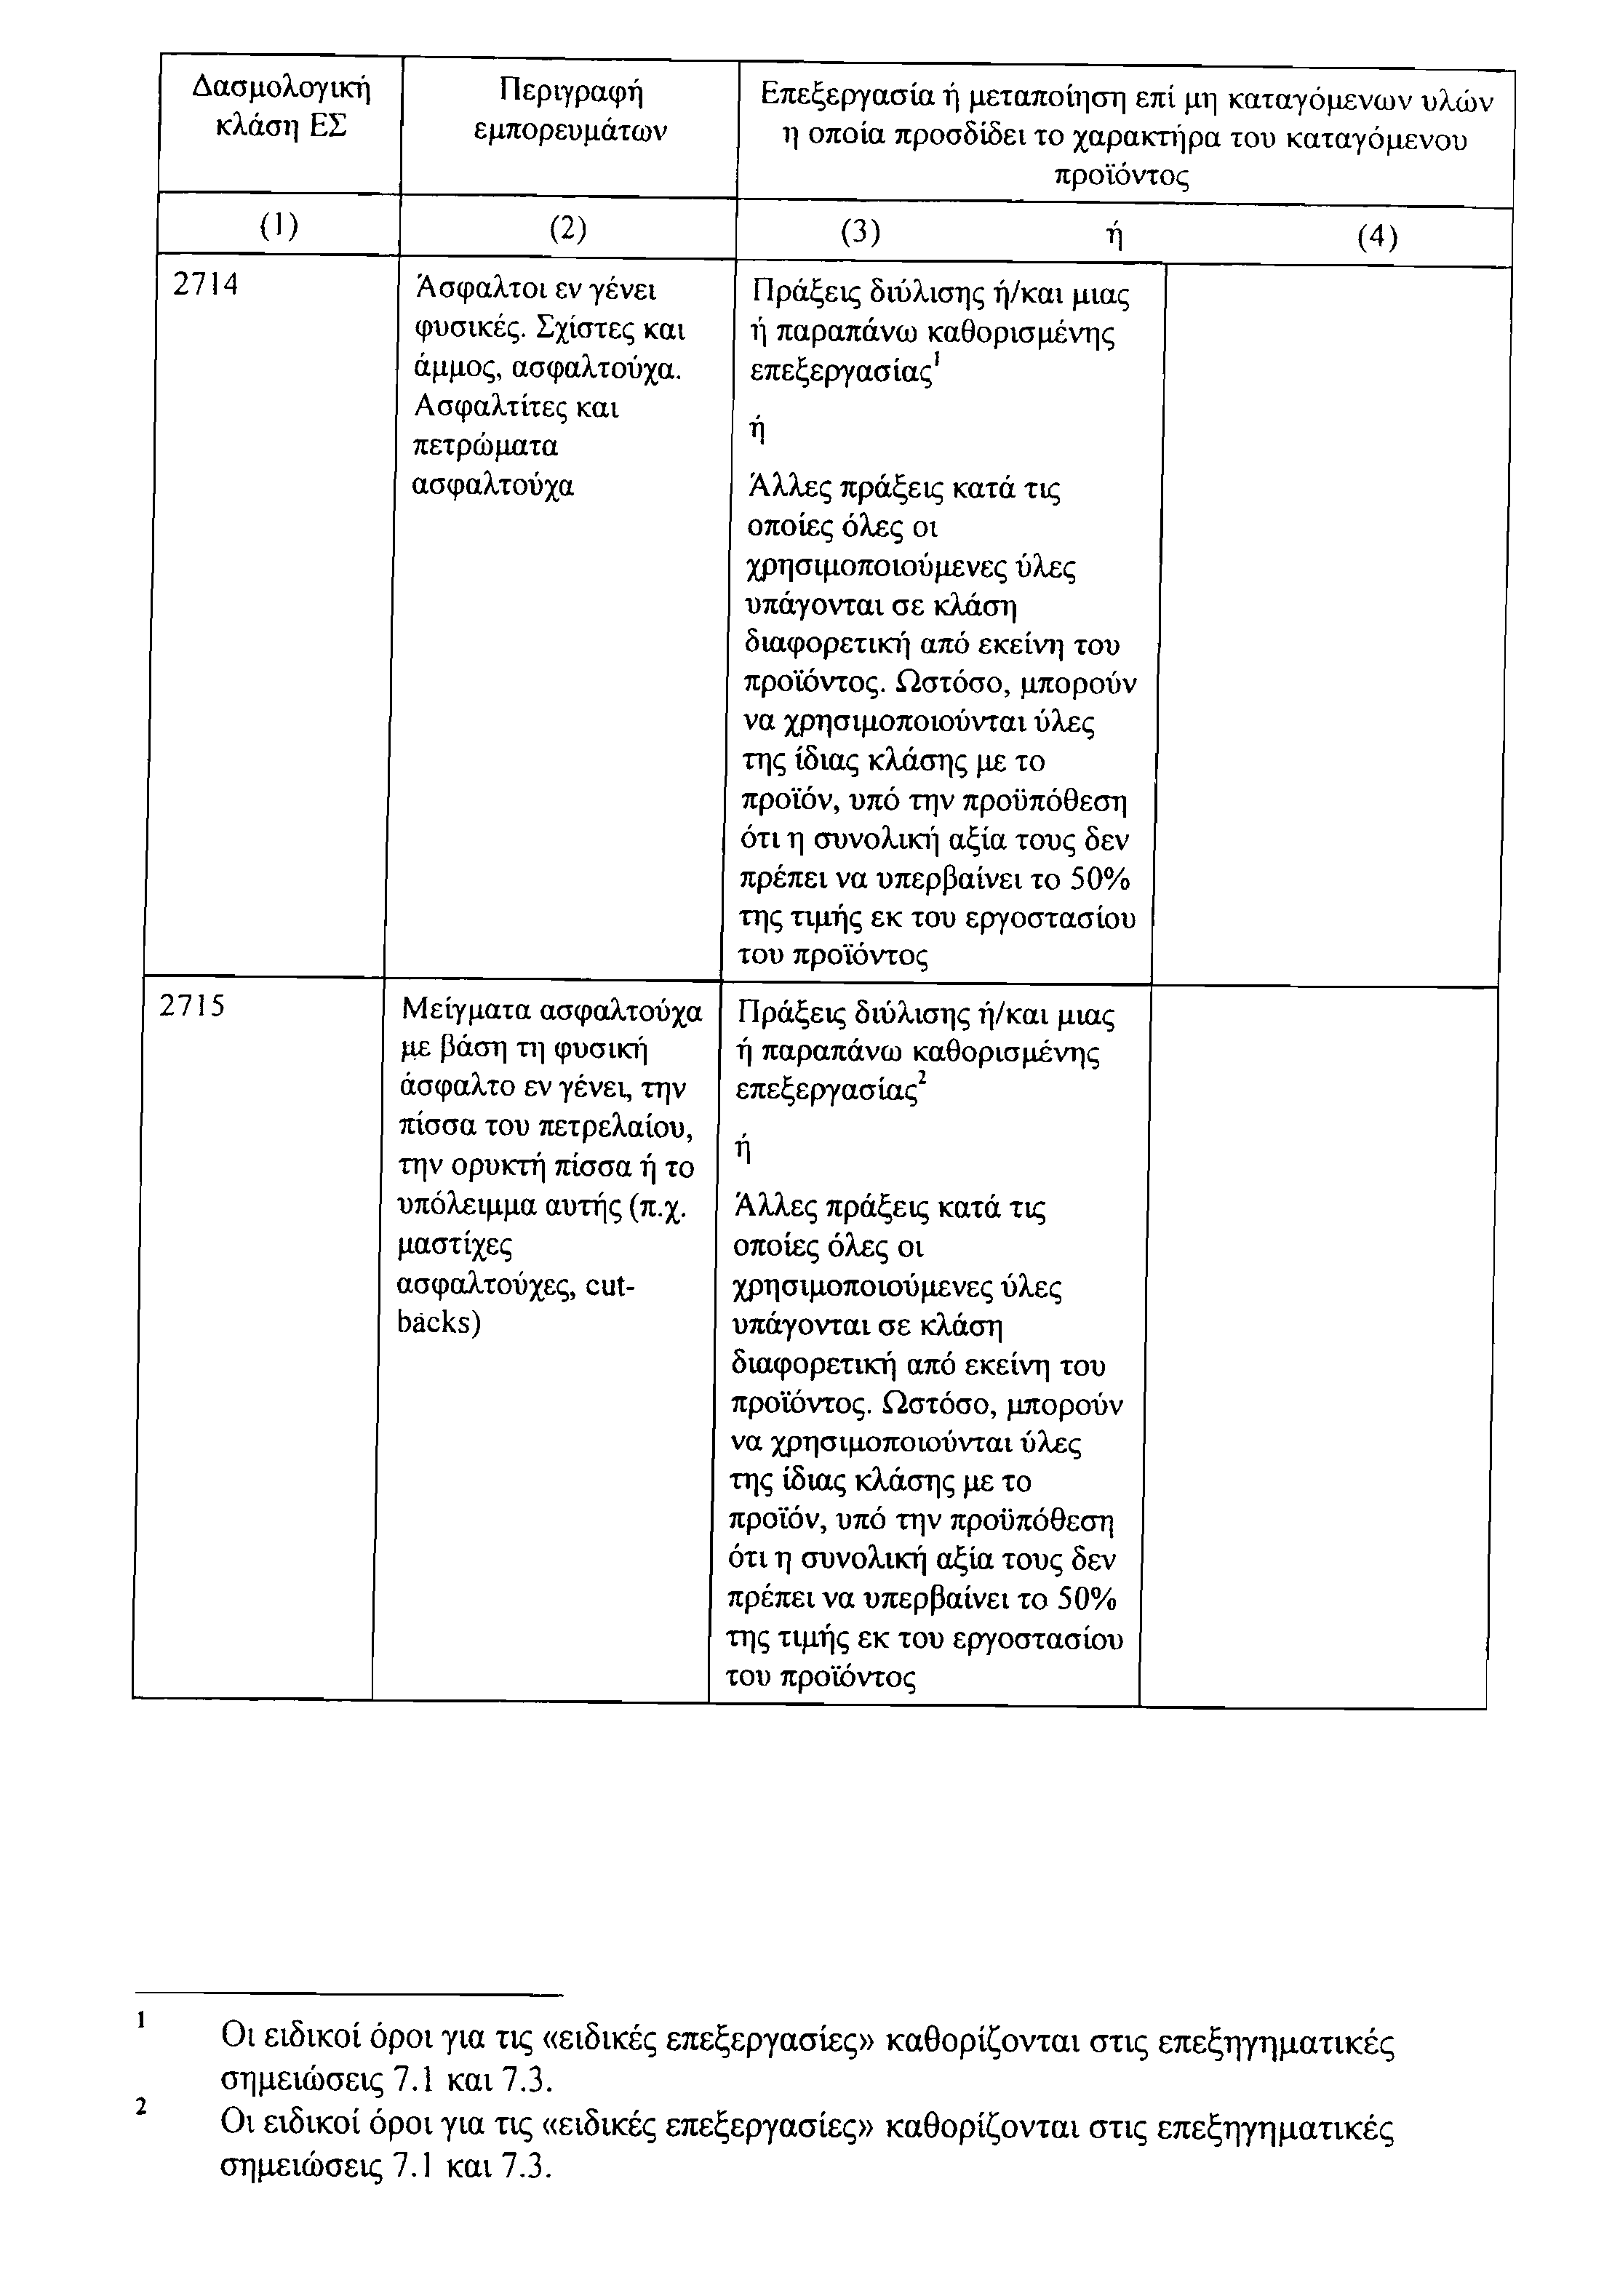 Δασμολογική
κλάση ΕΣ
Περιγραφή
εμπορευμάτων
Επεξεργασία ή μεταποίηση επί μη καταγόμενων υλών
η οποία προσδίδει το χαρακτήρα του καταγόμενου
προϊόντος
(1)
(2)
(3) ή (4)
2714
Άσφαλτοι εν γένει
φυσικές. Σχίστες και
άμμος, ασφαλτούχα.
Ασφαλτίτες και
πετρώματα
ασφαλτούχα
Πράξεις διύλισης ή/και μιας
ή παραπάνω καθορισμένης
επεξεργασίας¹
ή
Άλλες πράξεις κατά τις
οποίες όλες οι
χρησιμοποιούμενες ύλες
υπάγονται σε κλάση
διαφορετική από εκείνη του
προϊόντος. Ωστόσο, μπορούν
να χρησιμοποιούνται ύλες
της ίδιας κλάσης με το
προϊόν, υπό την προϋπόθεση
ότι η συνολική αξία τους δεν
πρέπει να υπερβαίνει το 50%
της τιμής εκ του εργοστασίου
του προϊόντος
2715
Μείγματα ασφαλτούχα
με βάση τη φυσική
άσφαλτο εν γένει, την
πίσσα του πετρελαίου,
την ορυκτή πίσσα ή το
υπόλειμμα αυτής (π.χ.
μαστίχες
ασφαλτούχες, cut-
backs)
Πράξεις διύλισης ή/και μιας
ή παραπάνω καθορισμένης
επεξεργασίας²
ή
Άλλες πράξεις κατά τις
οποίες όλες οι
χρησιμοποιούμενες ύλες
υπάγονται σε κλάση
διαφορετική από εκείνη του
προϊόντος. Ωστόσο, μπορούν
να χρησιμοποιούνται ύλες
της ίδιας κλάσης με το
προϊόν, υπό την προϋπόθεση
ότι η συνολική αξία τους δεν
πρέπει να υπερβαίνει το 50%
της τιμής εκ του εργοστασίου
του προϊόντος
1 Οι ειδικοί όροι για τις «ειδικές επεξεργασίες» καθορίζονται στις επεξηγηματικές
σημειώσεις 7.1 και 7.3.
2 Οι ειδικοί όροι για τις «ειδικές επεξεργασίες» καθορίζονται στις επεξηγηματικές
σημειώσεις 7.1 και 7.3.